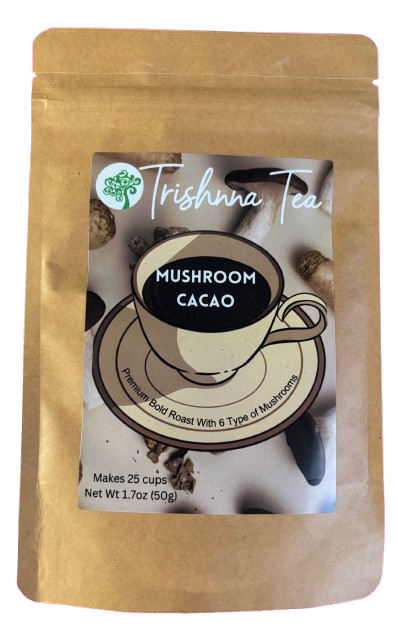 Trishnna Tea
MUSHROOM
CACAO
Premium Bold Roast With 6 Type of Mushrooms
Makes 25 cups
Net Wt 1.7oz (50g)